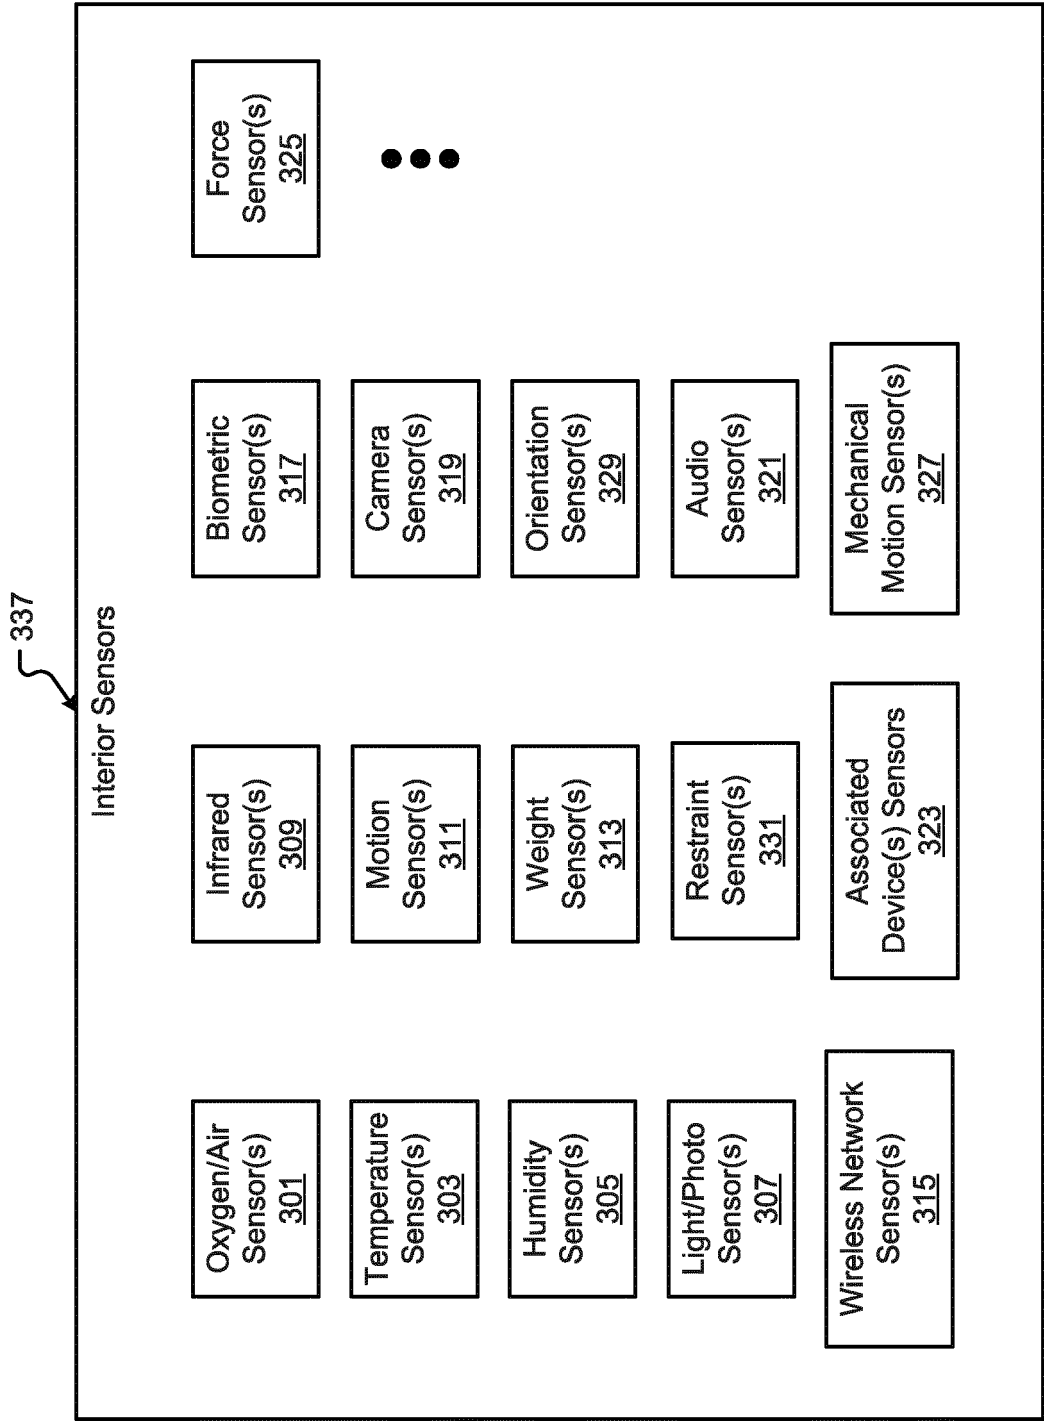 337
Interior Sensors
Oxygen/Air
Sensor(s)
301
Infrared
Sensor(s)
309
Biometric
Sensor(s)
317
Force
Sensor(s)
325
Temperature
Sensor(s)
303
Motion
Sensor(s)
311
Camera
Sensor(s)
319
Humidity
Sensor(s)
305
Weight
Sensor(s)
313
Orientation
Sensor(s)
329
Light/Photo
Sensor(s)
307
Restraint
Sensor(s)
331
Audio
Sensor(s)
321
Wireless Network
Sensor(s)
315
Associated
Device(s) Sensors
323
Mechanical
Motion Sensor(s)
327